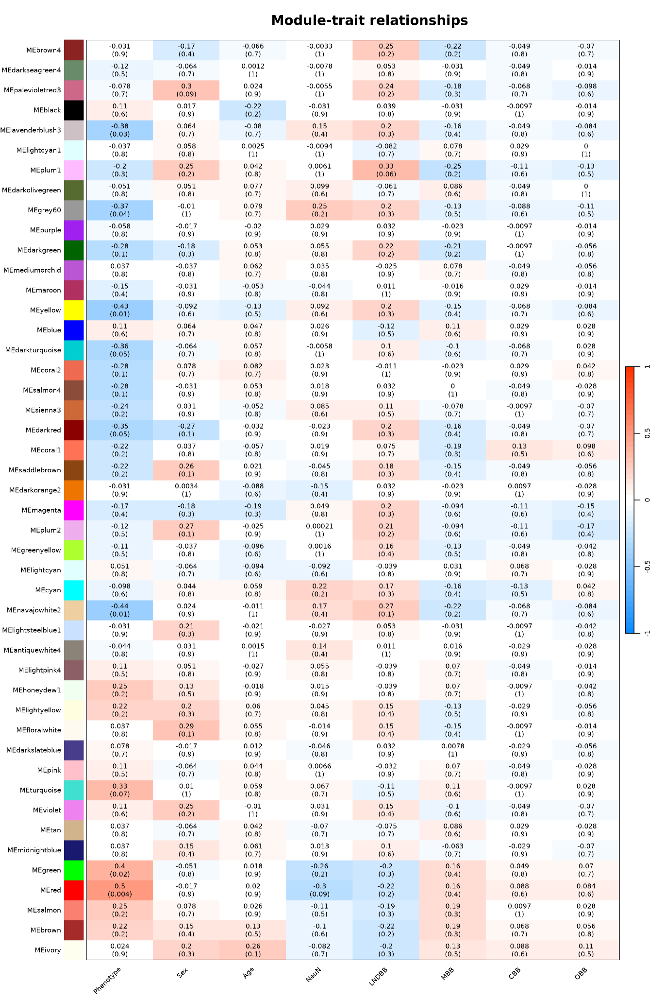 Module-trait relationships
MEbrown4 -0.031 -0.17 -0.066 -0.0033 0.25 -0.22 -0.049 -0.07
(0.9) (0.4) (0.7) (1) (0.2) (0.2) (0.8) (0.7)
MEdarkseagreen4 -0.12 -0.064 0.0012 -0.0078 0.053 -0.031 -0.049 -0.014
(0.5) (0.7) (1) (1) (0.8) (0.9) (0.8) (0.9)
MEpalevioletred3 -0.078 0.3 0.024 -0.0055 0.24 -0.18 -0.068 -0.098
(0.7) (0.09) (0.9) (1) (0.2) (0.3) (0.7) (0.6)
MEblack 0.11 0.017 -0.22 -0.031 0.039 -0.031 -0.0097 -0.014
(0.6) (0.9) (0.2) (0.9) (0.8) (0.9) (1) (0.9)
MElavenderblush3 -0.38 0.064 -0.08 0.15 0.2 -0.16 -0.049 -0.084
(0.03) (0.7) (0.7) (0.4) (0.3) (0.4) (0.8) (0.6)
MElightcyan1 -0.037 0.058 0.0025 -0.0094 -0.082 0.078 0.029 0
(0.8) (0.8) (1) (1) (0.7) (0.7) (0.9) (1)
MEplum1 -0.2 0.25 0.042 0.0061 0.33 -0.25 -0.11 -0.13
(0.3) (0.2) (0.8) (1) (0.06) (0.2) (0.6) (0.5)
MEdarkolivegreen -0.051 0.051 0.077 0.099 -0.061 0.086 -0.049 0
(0.8) (0.8) (0.7) (0.6) (0.7) (0.6) (0.8) (1)
MEgrey60 -0.37 -0.01 0.079 0.25 0.2 -0.13 -0.088 -0.11
(0.04) (1) (0.7) (0.2) (0.3) (0.5) (0.6) (0.5)
MEpurple -0.058 -0.017 -0.02 0.029 0.032 -0.023 -0.0097 -0.014
(0.8) (0.9) (0.9) (0.9) (0.9) (0.9) (1) (0.9)
MEdarkgreen -0.28 -0.18 0.053 0.055 0.22 -0.21 -0.0097 -0.056
(0.1) (0.3) (0.8) (0.8) (0.2) (0.2) (1) (0.8)
MEmediumorchid 0.037 -0.037 0.062 0.035 -0.025 0.078 -0.049 -0.056
(0.8) (0.8) (0.7) (0.8) (0.9) (0.7) (0.8) (0.8)
MEmaroon -0.15 -0.031 -0.053 -0.044 0.011 -0.016 0.029 -0.014
(0.4) (0.9) (0.8) (0.8) (1) (0.9) (0.9) (0.9)
MEyellow -0.43 -0.092 -0.13 0.092 0.2 -0.15 -0.068 -0.084
(0.01) (0.6) (0.5) (0.6) (0.3) (0.4) (0.7) (0.6)
MEblue 0.11 0.064 0.047 0.026 -0.12 0.11 0.029 0.028
(0.6) (0.7) (0.8) (0.9) (0.5) (0.6) (0.9) (0.9)
MEdarkturquoise -0.36 -0.064 0.057 -0.0058 0.1 -0.1 -0.068 0.028
(0.05) (0.7) (0.8) (1) (0.6) (0.6) (0.7) (0.9)
MEcoral2 -0.28 0.078 0.082 0.023 -0.011 -0.023 0.029 0.042
(0.1) (0.7) (0.7) (0.9) (1) (0.9) (0.9) (0.8)
MEsalmon4 -0.28 -0.031 0.053 0.018 0.032 0 -0.049 -0.028
(0.1) (0.9) (0.8) (0.9) (0.9) (1) (0.8) (0.9)
MEsienna3 -0.24 0.031 -0.052 0.085 0.11 -0.078 -0.0097 -0.07
(0.2) (0.9) (0.8) (0.6) (0.5) (0.7) (1) (0.7)
MEdarkred -0.35 -0.27 -0.032 -0.023 0.2 -0.16 -0.049 -0.07
(0.05) (0.1) (0.9) (0.9) (0.3) (0.4) (0.8) (0.7)
MEcoral1 -0.22 0.037 -0.057 0.019 0.075 -0.19 0.13 0.098
(0.2) (0.8) (0.8) (0.9) (0.7) (0.3) (0.5) (0.6)
MEsaddlebrown -0.22 0.26 0.021 -0.045 0.18 -0.15 -0.049 -0.056
(0.2) (0.1) (0.9) (0.8) (0.3) (0.4) (0.8) (0.8)
MEdarkorange2 -0.031 0.0034 -0.088 -0.15 0.032 -0.023 0.0097 -0.028
(0.9) (1) (0.6) (0.4) (0.9) (0.9) (1) (0.9)
MEmagenta -0.17 -0.18 -0.19 0.049 0.2 -0.094 -0.11 -0.15
(0.4) (0.3) (0.3) (0.8) (0.3) (0.6) (0.6) (0.4)
MEplum2 -0.12 0.27 -0.025 0.00021 0.21 -0.094 -0.11 -0.17
(0.5) (0.1) (0.9) (1) (0.2) (0.6) (0.6) (0.4)
MEgreenyellow -0.11 -0.037 -0.096 0.0016 0.16 -0.13 -0.049 -0.042
(0.5) (0.8) (0.6) (1) (0.4) (0.5) (0.8) (0.8)
MElightcyan 0.051 -0.064 -0.094 -0.092 -0.039 0.031 0.068 -0.028
(0.8) (0.7) (0.6) (0.6) (0.8) (0.9) (0.7) (0.9)
MEcyan -0.098 0.044 0.059 0.22 0.17 -0.16 -0.13 0.042
(0.6) (0.8) (0.8) (0.2) (0.3) (0.4) (0.5) (0.8)
MEnavajowhite2 -0.44 0.024 -0.011 0.17 0.27 -0.22 -0.068 -0.084
(0.01) (0.9) (1) (0.4) (0.1) (0.2) (0.7) (0.6)
MElightsteelblue1 -0.031 0.21 -0.021 -0.027 0.053 -0.031 -0.0097 -0.042
(0.9) (0.3) (0.9) (0.9) (0.8) (0.9) (1) (0.8)
MEantiquewhite4 -0.044 0.031 0.0015 0.14 0.011 0.016 -0.029 -0.028
(0.8) (0.9) (1) (0.4) (1) (0.9) (0.9) (0.9)
MElightpink4 0.11 0.051 -0.027 0.055 -0.039 0.07 -0.049 -0.014
(0.5) (0.8) (0.9) (0.8) (0.8) (0.7) (0.8) (0.9)
MEhoneydew1 0.25 0.13 -0.018 0.015 -0.039 0.07 -0.0097 -0.042
(0.2) (0.5) (0.9) (0.9) (0.8) (0.7) (1) (0.8)
MElightyellow 0.22 0.2 0.06 0.045 0.15 -0.13 -0.029 -0.056
(0.2) (0.3) (0.7) (0.8) (0.4) (0.5) (0.9) (0.8)
MEfloralwhite 0.037 0.29 0.055 -0.014 0.15 -0.15 -0.0097 -0.014
(0.8) (0.1) (0.8) (0.9) (0.4) (0.4) (1) (0.9)
MEdarkslateblue 0.078 -0.017 0.012 -0.046 0.032 0.0078 -0.029 -0.056
(0.7) (0.9) (0.9) (0.8) (0.9) (1) (0.9) (0.8)
MEpink 0.11 -0.064 0.044 0.0066 -0.032 0.07 -0.049 -0.028
(0.5) (0.7) (0.8) (1) (0.9) (0.7) (0.8) (0.9)
MEturquoise 0.33 0.01 0.059 0.067 -0.11 0.11 -0.0097 0.028
(0.07) (1) (0.8) (0.7) (0.5) (0.6) (1) (0.9)
MEviolet 0.11 0.25 -0.01 0.031 0.15 -0.1 -0.049 -0.07
(0.6) (0.2) (1) (0.9) (0.4) (0.6) (0.8) (0.7)
MEtan 0.037 -0.064 0.042 -0.07 -0.075 0.086 0.029 -0.028
(0.8) (0.7) (0.8) (0.7) (0.7) (0.6) (0.9) (0.9)
MEmidnightblue 0.037 0.15 0.061 0.013 0.1 -0.063 -0.029 -0.07
(0.8) (0.4) (0.7) (0.9) (0.6) (0.7) (0.9) (0.7)
MEgreen 0.4 -0.051 0.018 -0.26 -0.2 0.16 0.049 0.07
(0.02) (0.8) (0.9) (0.2) (0.3) (0.4) (0.8) (0.7)
MEred 0.5 -0.017 0.02 -0.3 -0.22 0.16 0.088 0.084
(0.004) (0.9) (0.9) (0.09) (0.2) (0.4) (0.6) (0.6)
MEsalmon 0.25 0.078 0.026 -0.11 -0.19 0.19 0.0097 0.028
(0.2) (0.7) (0.9) (0.5) (0.3) (0.3) (1) (0.9)
MEbrown 0.22 0.15 0.13 -0.1 -0.22 0.19 0.068 0.056
(0.2) (0.4) (0.5) (0.6) (0.2) (0.3) (0.7) (0.8)
MEivory 0.024 0.2 0.26 -0.082 -0.2 0.13 0.088 0.11
(0.9) (0.3) (0.1) (0.7) (0.3) (0.5) (0.6) (0.5)
Phenotype Sex Age NeuN LNDBB MBB CBB OBB
1
0.5
0
-0.5
-1